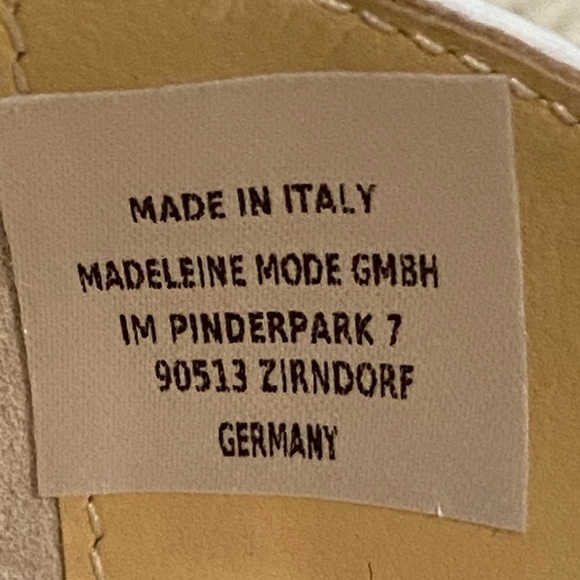 MADE IN ITALY
MADELEINE MODE GMBH
IM PINDERPARK 7
90513 ZIRNDORF
GERMANY